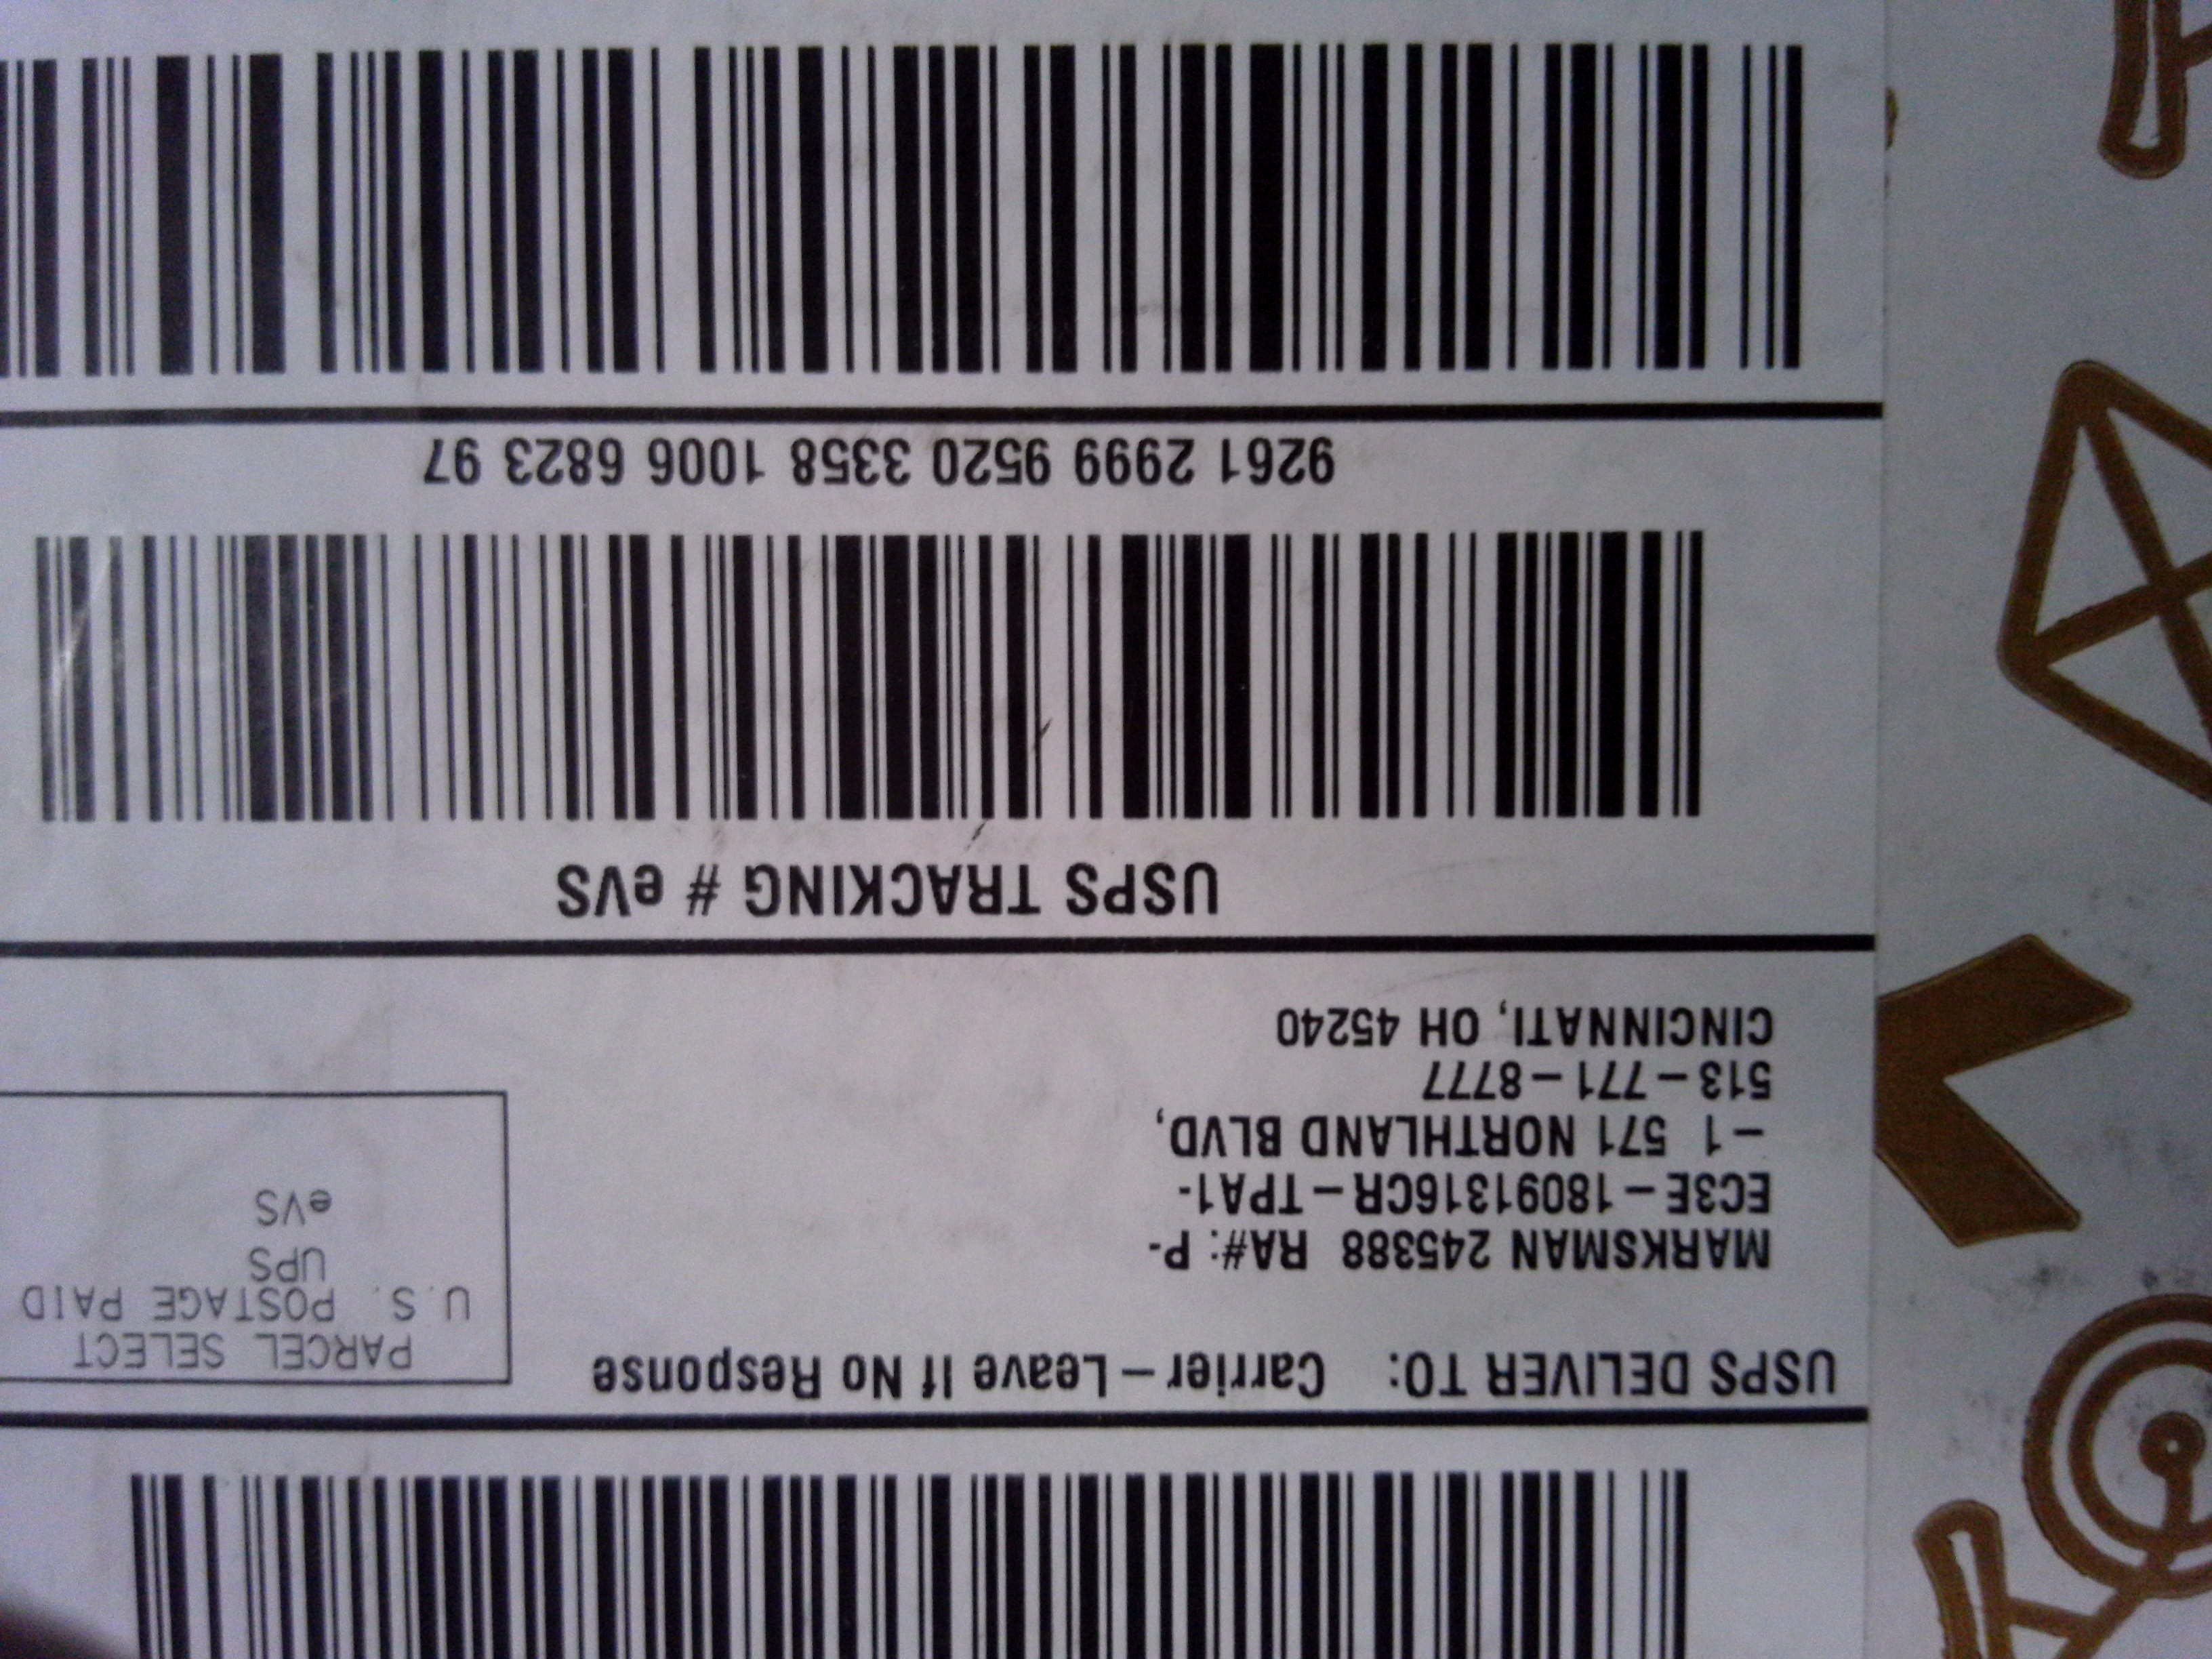 USPS DELIVER TO: Carrier – Leave If No Response
PARCEL SELECT
U.S. POSTAGE PAID
UPS
eVS
MARKSMAN 245388 RA#: P-
EC3E – 18091316CR – TPA1-
– 1 571 NORTHLAND BLVD,
513 – 771 – 8777
CINCINNATI, OH 45240
USPS TRACKING # eVS
9261 2999 9520 3358 1006 6823 97